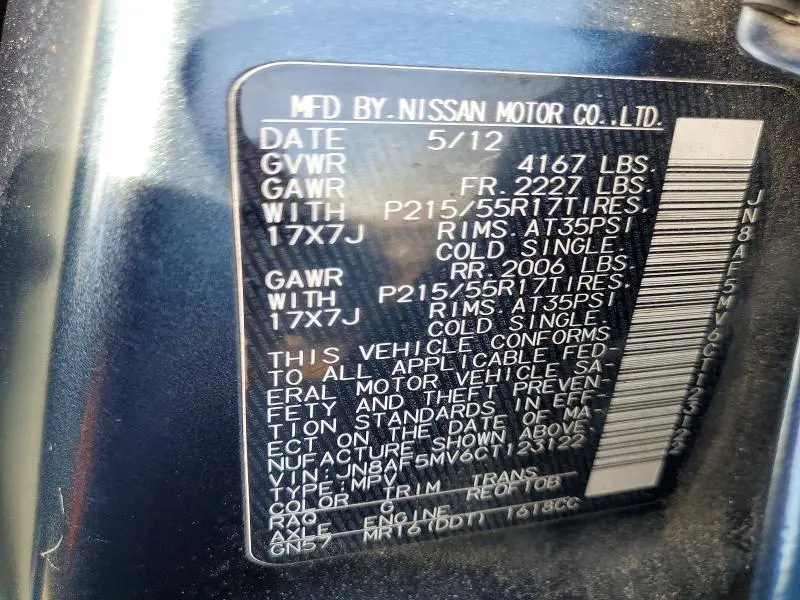 MFD BY.NISSAN MOTOR CO.,LTD.
DATE 5/12
GVWR 4167 LBS.
GAWR FR. 2227 LBS.
WITH P215/55R17TIRES.
17X7J RIMS. AT35PSI
COLD SINGLE.
GAWR RR. 2006 LBS.
WITH P215/55R17TIRES.
17X7J RIMS. AT35PSI
COLD SINGLE.
THIS VEHICLE CONFORMS
TO ALL APPLICABLE FED-
ERAL MOTOR VEHICLE SA-
FETY AND THEFT PREVEN-
TION STANDARDS IN EFF-
ECT ON THE DATE OF MA-
NUFACTURE SHOWN ABOVE.
VIN:JN8AF5MV6CT123122
TYPE:MPV
COLOR TRIM TRANS
RAQ G RE0F10B
AXLE ENGINE
GN57 MR16(DDT) 1618CC
JN8AF5MV6CT123122